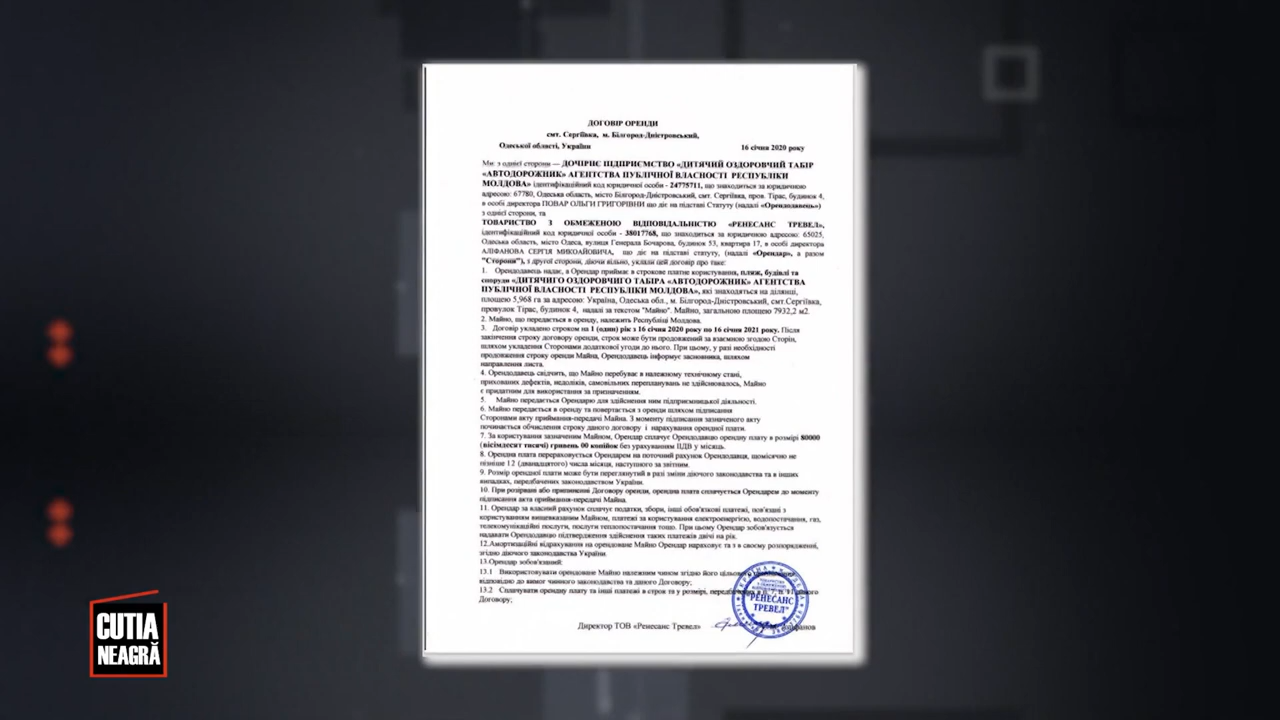 ДОГОВІР ОРЕНДИ
смт. Сергіївка, м. Білгород-Дністровський,
Одеської області, України
16 січня 2020 року
Ми: з однієї сторони — ДОЧІРНЄ ПІДПРИЄМСТВО «ДИТЯЧИЙ ОЗДОРОВЧИЙ ТАБІР
«АВТОДОРОЖНИК» АГЕНТСТВА ПУБЛІЧНОЇ ВЛАСНОСТІ РЕСПУБЛІКИ
МОЛДОВА» ідентифікаційний код юридичної особи - 24775711, що знаходиться за юридичною
адресою: 67780, Одеська область, місто Білгород-Дністровський, смт. Сергіївка, пров. Тірас, будинок 4,
в особі директора ПОВАР ОЛЬГИ ГРИГОРІВНИ що діє на підставі Статуту (надалі «Орендодавець»)
з однієї сторони, та
ТОВАРИСТВО З ОБМЕЖЕНОЮ ВІДПОВІДАЛЬНІСТЮ «РЕНЕСАНС ТРЕВЕЛ»,
ідентифікаційний код юридичної особи - 38017768, що знаходиться за юридичною адресою: 65025,
Одеська область, місто Одеса, вулиця Генерала Бочарова, будинок 53, квартира 17, в особі директора
АЛІФАНОВА СЕРГІЯ МИКОАЙОВИЧА, що діє на підставі статуту, (надалі «Орендар», а разом
"Сторони"), з другої сторони, діючи вільно, уклали цей договір про таке:
1. Орендодавець надає, а Орендар приймає в строкове платне користування, пляж, будівлі та
споруди «ДИТЯЧИГО ОЗДОРОВЧИГО ТАБІРА «АВТОДОРОЖНИК» АГЕНТСТВА
ПУБЛІЧНОЇ ВЛАСНОСТІ РЕСПУБЛІКИ МОЛДОВА», які знаходяться на ділянці,
площею 5,968 га за адресою: Україна, Одеська обл., м. Білгород-Дністровський, смт.Сергіївка,
провулок Тірас, будинок 4, надалі за текстом "Майно". Майно, загальною площею 7932,2 м2.
2. Майно, що передається в оренду, належить Республіці Молдова.
3. Договір укладено строком на 1 (один) рік з 16 січня 2020 року по 16 січня 2021 року. Після
закінчення строку договору оренди, строк може бути продовжений за взаємною згодою Сторін,
шляхом укладення Сторонами додаткової угоди до нього. При цьому, у разі необхідності
продовження строку оренди Майна, Орендодавець інформує засновника, шляхом
направлення листа.
4. Орендодавець свідчить, що Майно перебуває в належному технічному стані,
прихованих дефектів, недоліків, самовільних перепланувань не здійснювалось, Майно
є придатним для використання за призначенням.
5. Майно передається Орендарю для здійснення ним підприємницької діяльності.
6. Майно передається в оренду та повертається з оренди шляхом підписання
Сторонами акту приймання-передачі Майна. З моменту підписання зазначеного акту
починається обчислення строку даного договору і нарахування орендної плати.
7. За користування зазначеним Майном, Орендар сплачує Орендодавцю орендну плату в розмірі 80000
(вісімдесят тисячі) гривень 00 копійок без урахуванням ПДВ у місяць.
8. Орендна плата перераховується Орендарем на поточний рахунок Орендодавця, щомісячно не
пізніше 12 (дванадцятого) числа місяця, наступного за звітним.
9. Розмір орендної плати може бути переглянутий в разі зміни діючого законодавства та в інших
випадках, передбачених законодавством України.
10. При розірванні або припиненні Договору оренди, орендна плата сплачується Орендарем до моменту
підписання акта приймання-передачі Майна.
11. Орендар за власний рахунок сплачує податки, збори, інші обов'язкові платежі, пов'язані з
користуванням вищевказаним Майном, платежі за користування електроенергією, водопостачання, газ,
телекомунікаційні послуги, послуги теплопостачання тощо. При цьому Орендар зобов'язується
надавати Орендодавцю підтвердження здійснення таких платежів двічі на рік.
12.Амортизаційні відрахування на орендоване Майно Орендар нараховує та з в своєму розпорядженні,
згідно діючого законодавства України.
13.Орендар зобов'язаний:
13.1 Використовувати орендоване Майно належним чином згідно його цільового
відповідно до вимог чинного законодавства та даного Договору;
13.2 Сплачувати орендну плату та інші платежі в строк та у розмірі, даного
Договору;
"РЕНЕСАНС
ТРЕВЕЛ"
Директор ТОВ «Ренесанс Тревел» Аліфанов
CUTIA
NEAGRĂ